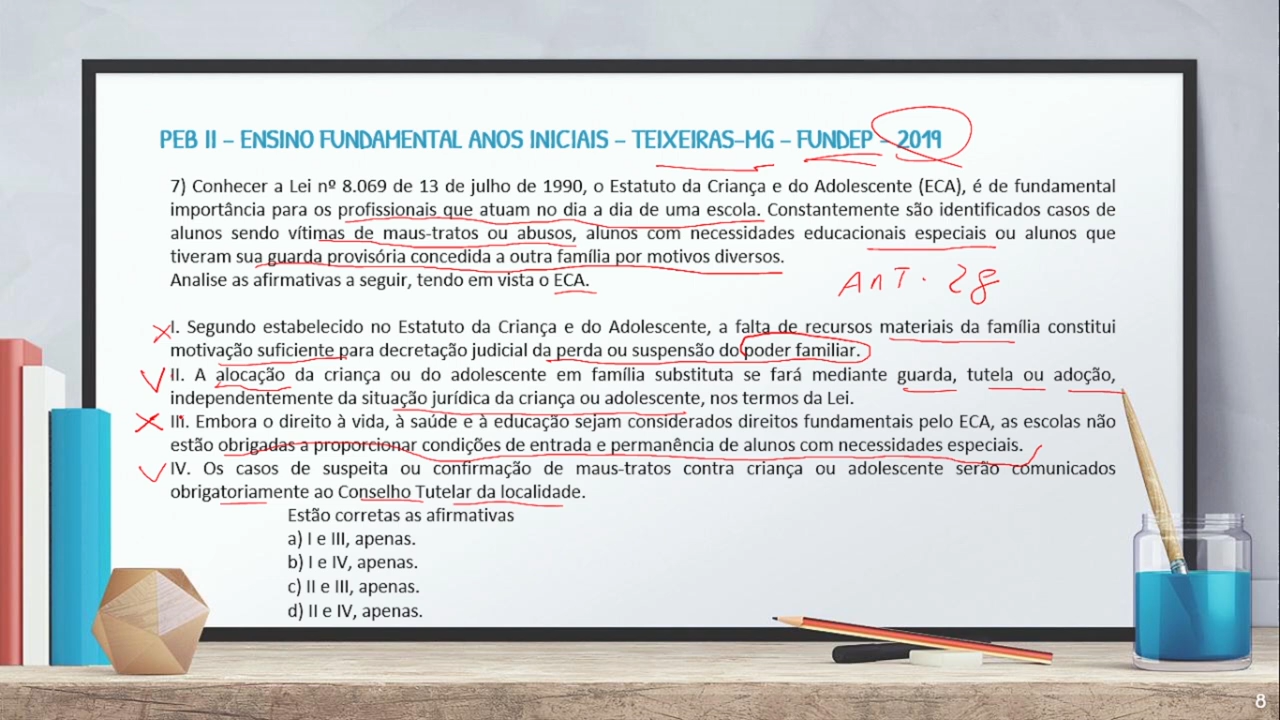 PEB II – ENSINO FUNDAMENTAL ANOS INICIAIS – TEIXEIRAS-MG – FUNDEP – 2019
7) Conhecer a Lei nº 8.069 de 13 de julho de 1990, o Estatuto da Criança e do Adolescente (ECA), é de fundamental
importância para os profissionais que atuam no dia a dia de uma escola. Constantemente são identificados casos de
alunos sendo vítimas de maus-tratos ou abusos, alunos com necessidades educacionais especiais ou alunos que
tiveram sua guarda provisória concedida a outra família por motivos diversos.
Analise as afirmativas a seguir, tendo em vista o ECA.
ART. 28
I. Segundo estabelecido no Estatuto da Criança e do Adolescente, a falta de recursos materiais da família constitui
motivação suficiente para decretação judicial da perda ou suspensão do poder familiar.
II. A alocação da criança ou do adolescente em família substituta se fará mediante guarda, tutela ou adoção,
independentemente da situação jurídica da criança ou adolescente, nos termos da Lei.
III. Embora o direito à vida, à saúde e à educação sejam considerados direitos fundamentais pelo ECA, as escolas não
estão obrigadas a proporcionar condições de entrada e permanência de alunos com necessidades especiais.
IV. Os casos de suspeita ou confirmação de maus-tratos contra criança ou adolescente serão comunicados
obrigatoriamente ao Conselho Tutelar da localidade.
Estão corretas as afirmativas
a) I e III, apenas.
b) I e IV, apenas.
c) II e III, apenas.
d) II e IV, apenas.
8